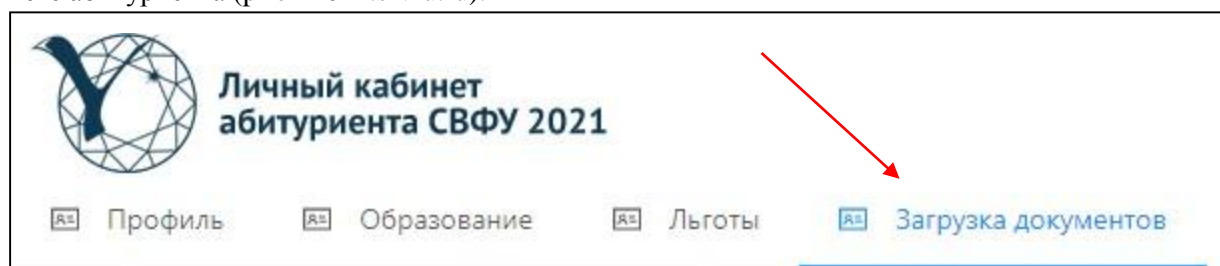 Личный кабинет
абитуриента СВФУ 2021
Профиль Образование Льготы Загрузка документов